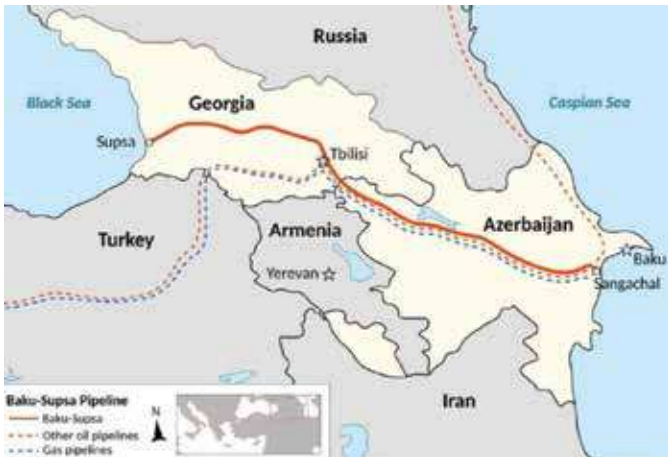 Russia
Black Sea
Georgia
Caspian Sea
Supsa
Tbilisi
Azerbaijan
Turkey
Armenia
Baku
Yerevan
Sangachal
Iran
Baku-Supsa Pipeline
Baku-Supsa
Other oil pipelines
Gas pipelines
N